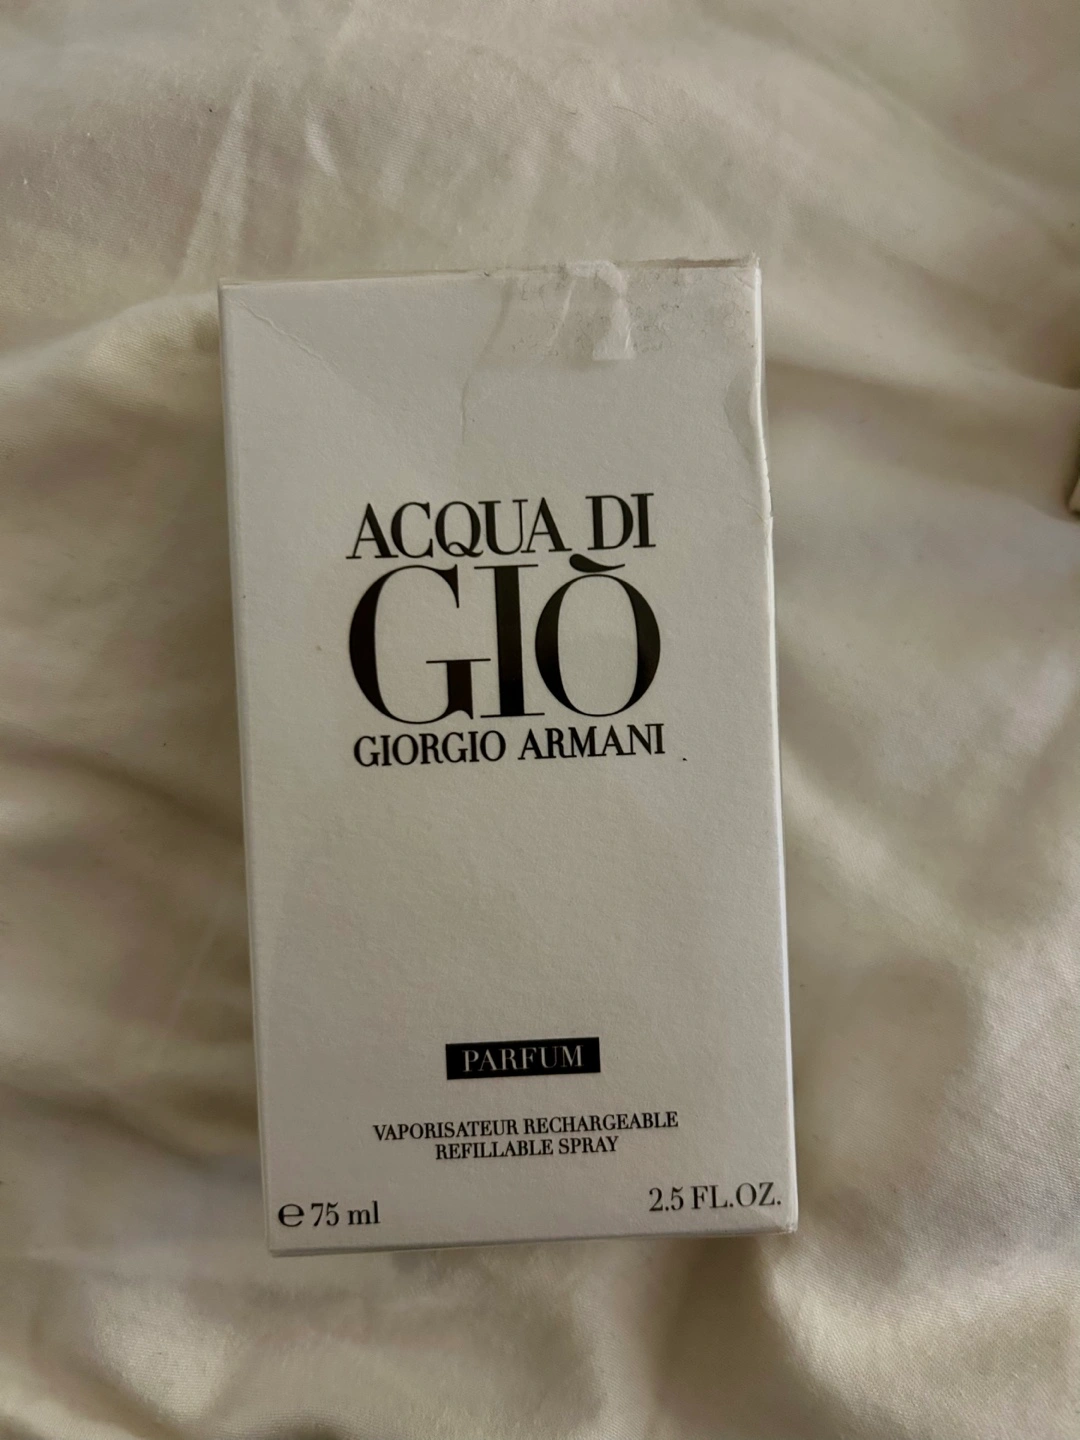 ACQUA DI
GIÒ
GIORGIO ARMANI
PARFUM
VAPORISATEUR RECHARGEABLE
REFILLABLE SPRAY
℮ 75 ml
2.5 FL.OZ.